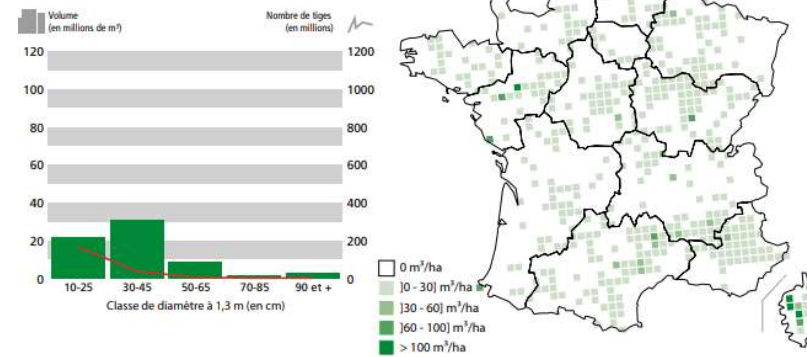 Volume
(en millions de m³)
Nombre de tiges
(en millions)
120
100
80
60
40
20
0
1200
1000
800
600
400
200
0
10-25 30-45 50-65 70-85 90 et +
Classe de diamètre à 1,3 m (en cm)
0 m³/ha
]0 - 30] m³/ha
]30 - 60] m³/ha
]60 - 100] m³/ha
> 100 m³/ha